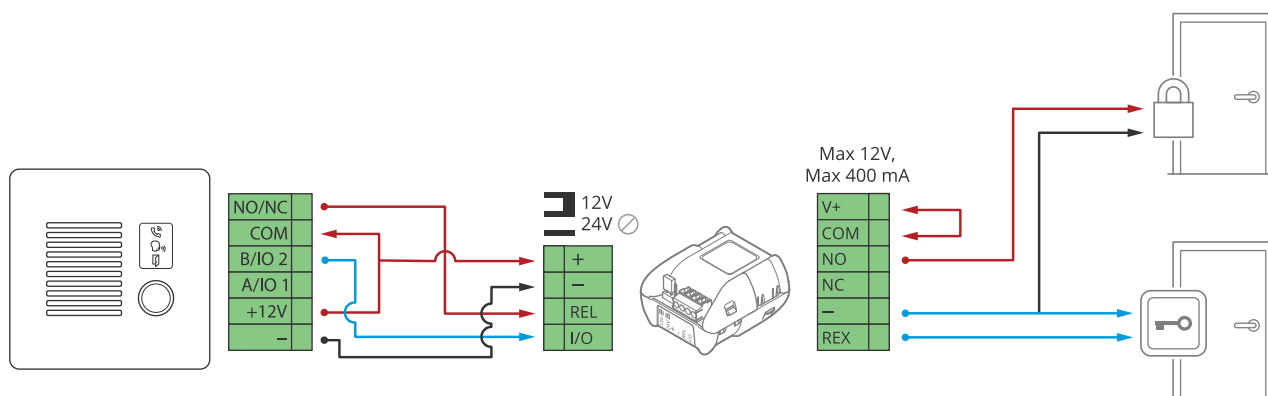 NO/NC
COM
B/IO 2
A/IO 1
+12V
−
12V
24V
+
−
REL
I/O
Max 12V,
Max 400 mA
V+
COM
NO
NC
−
REX